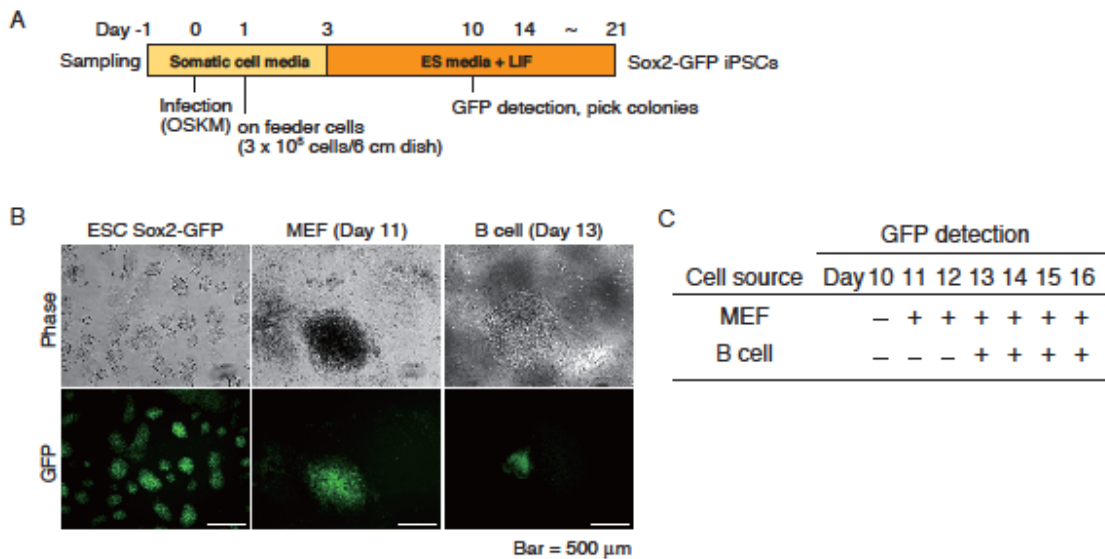 A
Day -1 0 1 3 10 14 ~ 21
Sampling Somatic cell media ES media + LIF Sox2-GFP iPSCs
Infection
(OSKM)
on feeder cells
(3 x 10⁵ cells/6 cm dish)
GFP detection, pick colonies
B
ESC Sox2-GFP MEF (Day 11) B cell (Day 13)
Phase
GFP
Bar = 500 μm
C
GFP detection
Cell source Day 10 11 12 13 14 15 16
MEF – + + + + + +
B cell – – – + + + +